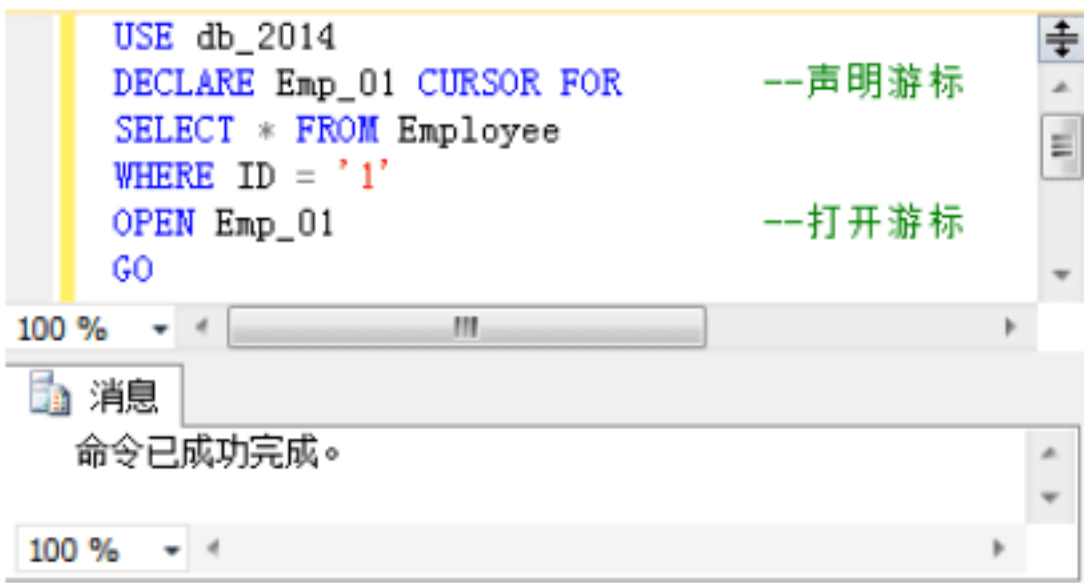 USE db_2014
DECLARE Emp_01 CURSOR FOR --声明游标
SELECT * FROM Employee
WHERE ID = '1'
OPEN Emp_01 --打开游标
GO
100 %
消息
命令已成功完成。
100 %